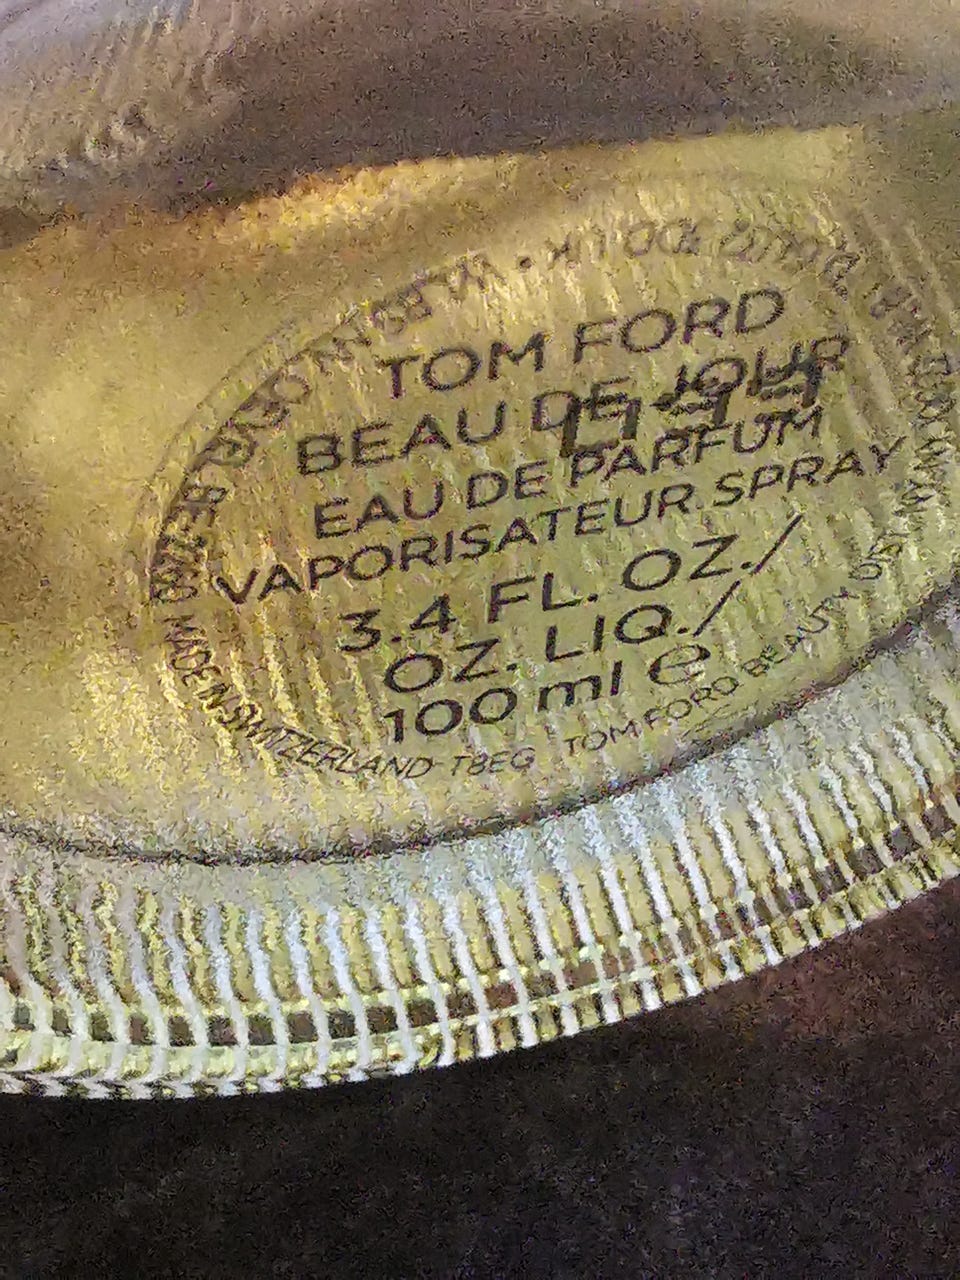 TOM FORD
BEAU DE JOUR
EAU DE PARFUM
VAPORISATEUR SPRAY
3.4 FL. OZ./
OZ. LIQ./
100 ml ℮
MADE IN SWITZERLAND T8EG TOM FORD BEAUTY